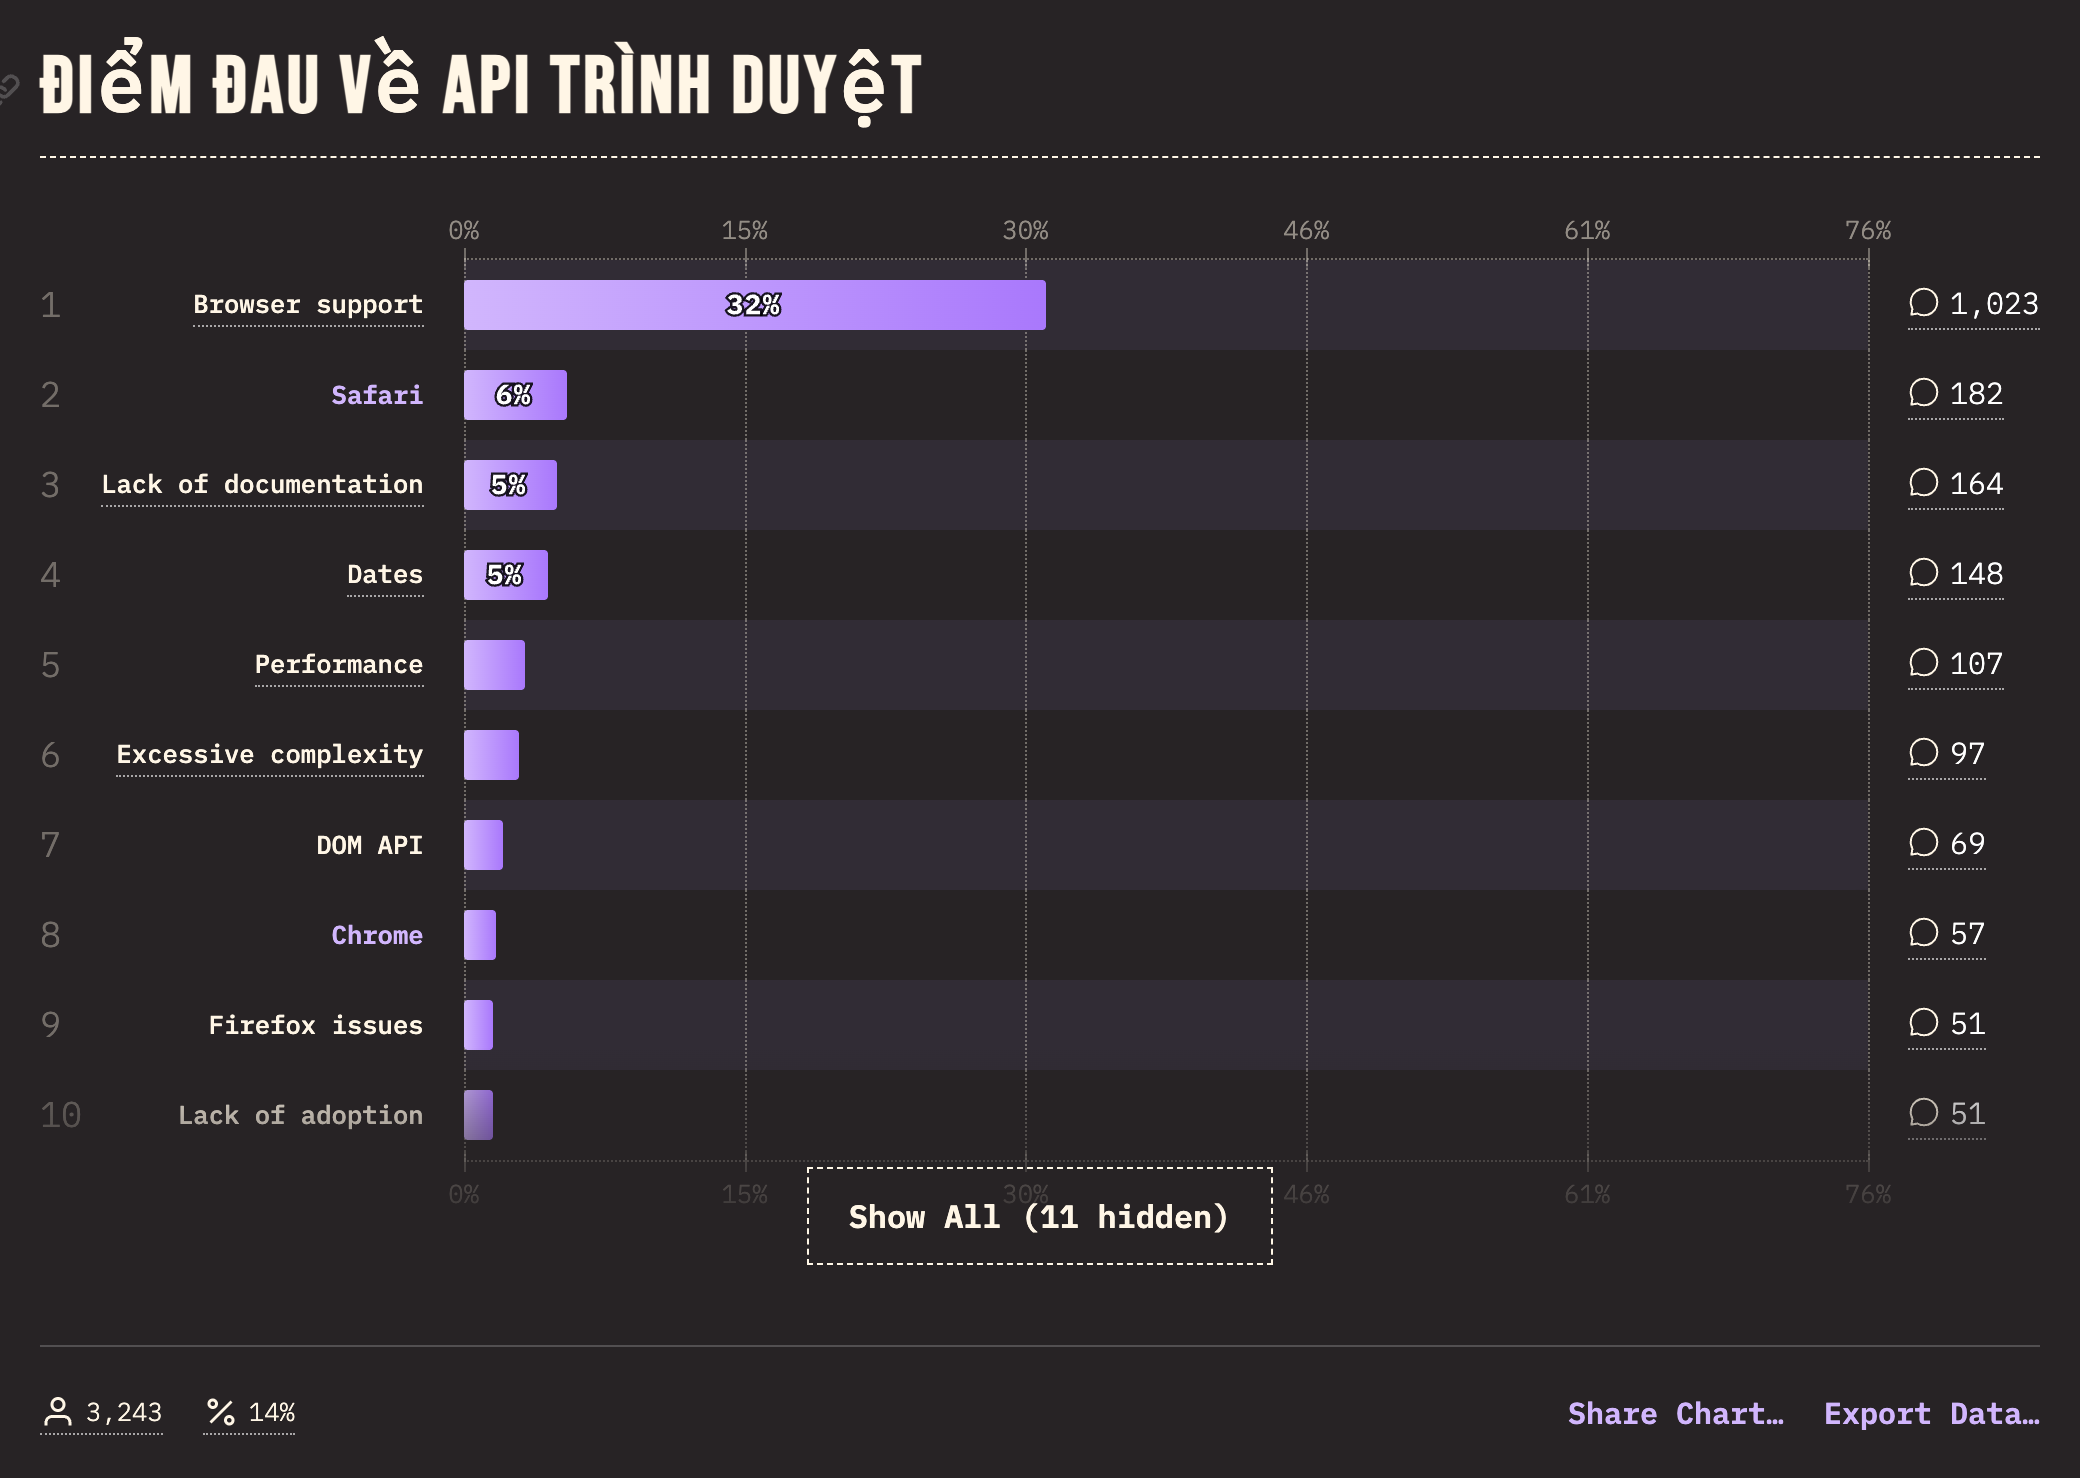 ĐIỂM ĐAU VỀ API TRÌNH DUYỆT
0% 15% 30% 46% 61% 76%
1 Browser support 32% 1,023
2 Safari 6% 182
3 Lack of documentation 5% 164
4 Dates 5% 148
5 Performance 107
6 Excessive complexity 97
7 DOM API 69
8 Chrome 57
9 Firefox issues 51
10 Lack of adoption 51
0% 15% 30% 46% 61% 76%
Show All (11 hidden)
3,243 14% Share Chart… Export Data…